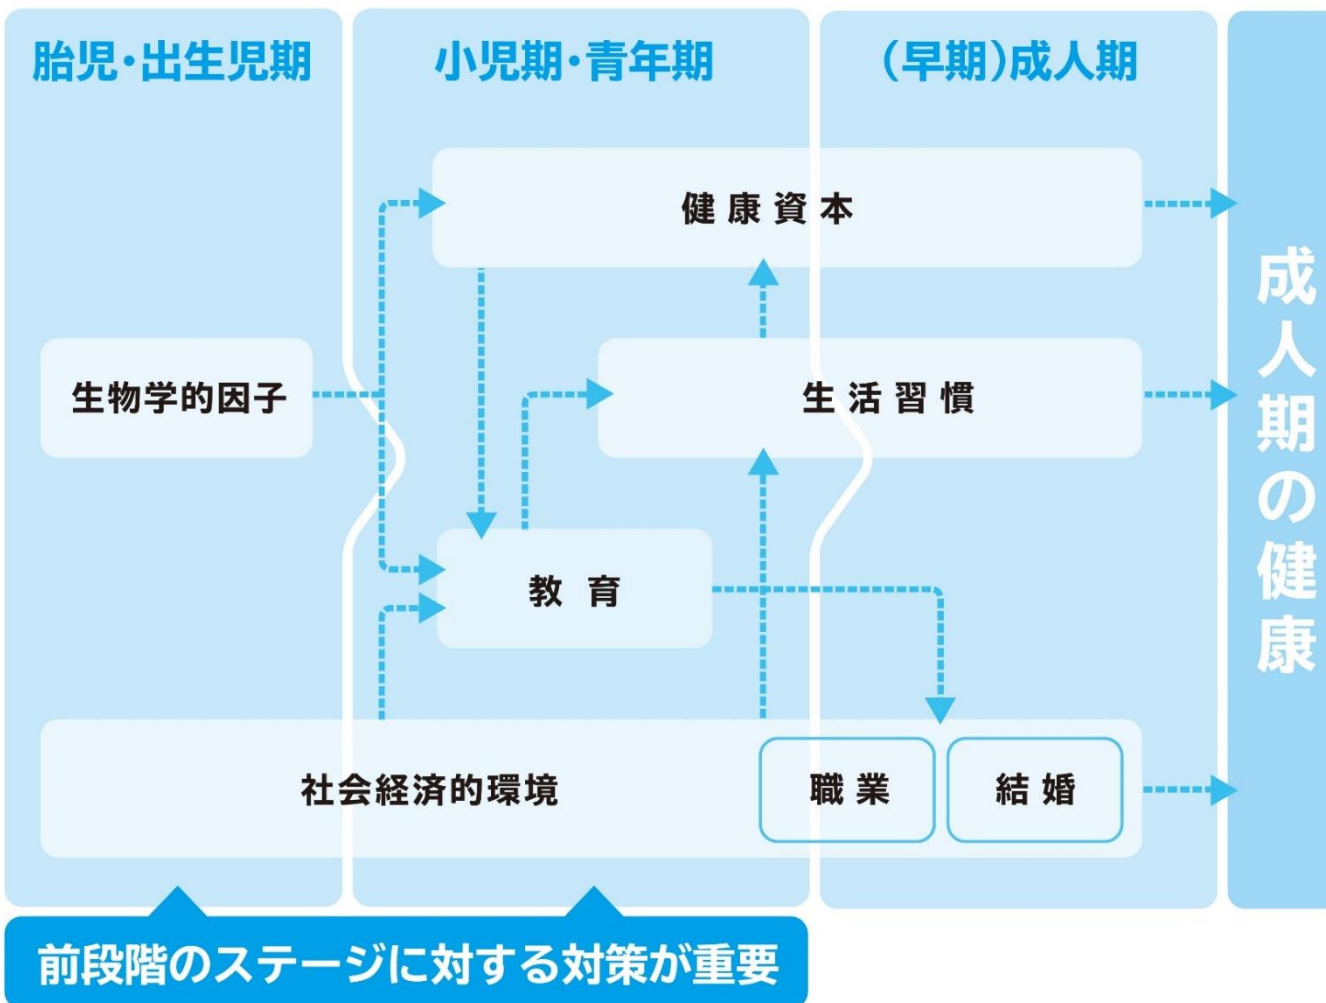 胎児・出生児期
小児期・青年期
（早期）成人期
健康資本
生物学的因子
生活習慣
教育
社会経済的環境
職業
結婚
成人期の健康
前段階のステージに対する対策が重要